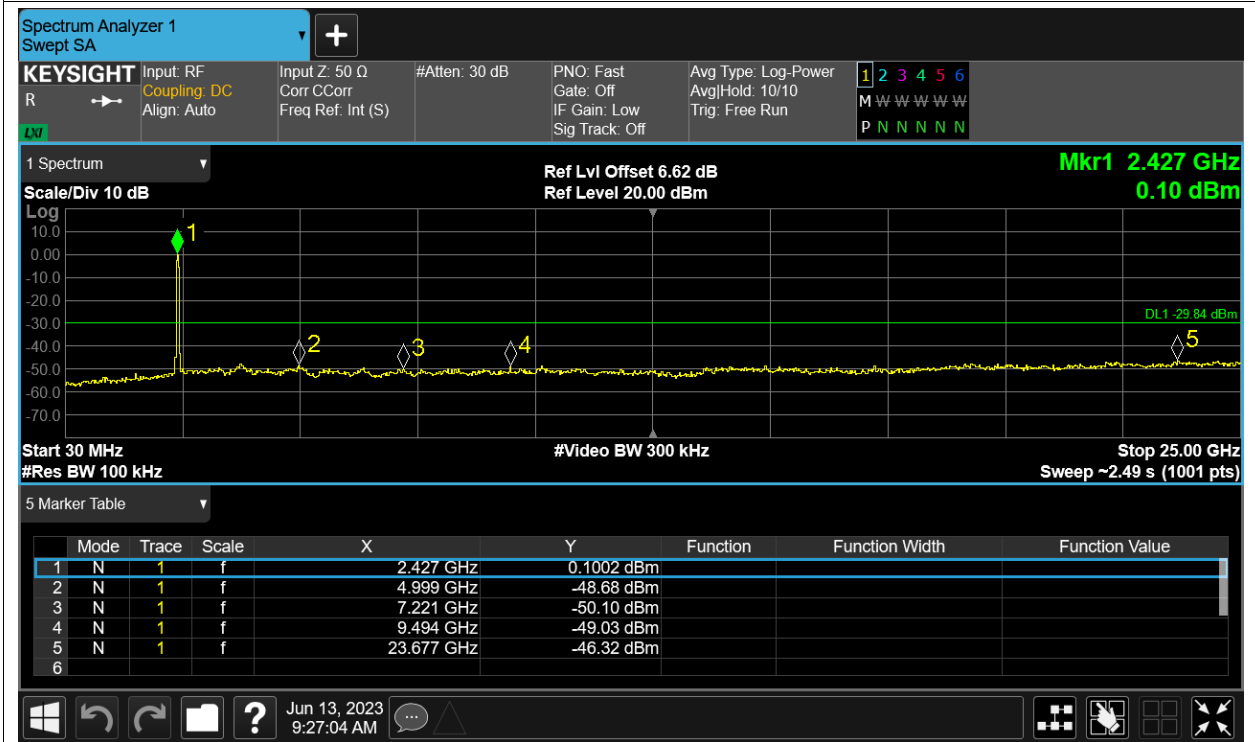 Spectrum Analyzer 1
Swept SA
KEYSIGHT
R
LXI
Input: RF
Coupling: DC
Align: Auto
Input Z: 50 Ω
Corr CCorr
Freq Ref: Int (S)
#Atten: 30 dB
PNO: Fast
Gate: Off
IF Gain: Low
Sig Track: Off
Avg Type: Log-Power
Avg|Hold: 10/10
Trig: Free Run
1 2 3 4 5 6
M W W W W W
P N N N N N
1 Spectrum
Scale/Div 10 dB
Ref Lvl Offset 6.62 dB
Ref Level 20.00 dBm
Mkr1 2.427 GHz
0.10 dBm
Log
10.0
0.00
-10.0
-20.0
-30.0
-40.0
-50.0
-60.0
-70.0
1
2
3
4
5
DL1 -29.84 dBm
Start 30 MHz
#Res BW 100 kHz
#Video BW 300 kHz
Stop 25.00 GHz
Sweep ~2.49 s (1001 pts)
5 Marker Table
Mode Trace Scale X Y Function Function Width Function Value
1 N 1 f 2.427 GHz 0.1002 dBm
2 N 1 f 4.999 GHz -48.68 dBm
3 N 1 f 7.221 GHz -50.10 dBm
4 N 1 f 9.494 GHz -49.03 dBm
5 N 1 f 23.677 GHz -46.32 dBm
6
?
Jun 13, 2023
9:27:04 AM